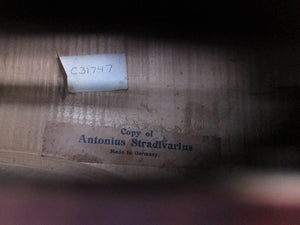 C31747
Copy of
Antonius Stradivarius
Made in Germany.